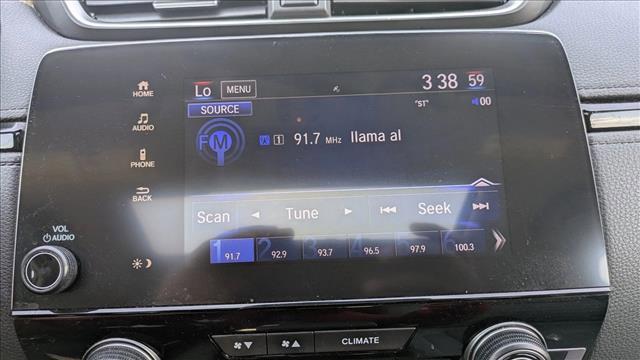 Lo MENU 3 38 59
SOURCE "ST" 00
FM A 1 91.7 MHz llama al
Scan Tune Seek
1 91.7 2 92.9 3 93.7 4 96.5 5 97.9 6 100.3
HOME
AUDIO
PHONE
BACK
VOL
AUDIO
CLIMATE